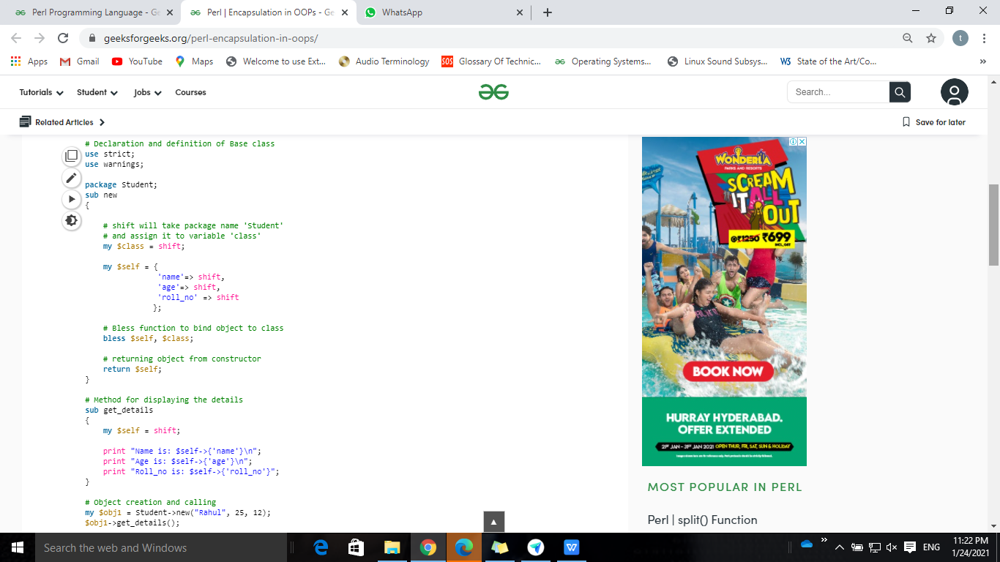 Perl Programming Language - Ge
Perl | Encapsulation in OOPs - Ge
WhatsApp
geeksforgeeks.org/perl-encapsulation-in-oops/
t
Apps
Gmail
YouTube
Maps
Welcome to use Ext...
SOS
Audio Terminology
Glossary Of Technic...
Operating Systems...
Linux Sound Subsys...
W3
State of the Art/Co...
Tutorials
Student
Jobs
Courses
Search...
Related Articles
Save for later
# Declaration and definition of Base class
use strict;
use warnings;
package Student;
sub new
{
# shift will take package name 'Student'
# and assign it to variable 'class'
my $class = shift;
my $self = {
'name'=> shift,
'age'=> shift,
'roll_no' => shift
};
# Bless function to bind object to class
bless $self, $class;
# returning object from constructor
return $self;
}
# Method for displaying the details
sub get_details
{
my $self = shift;
print "Name is: $self->{'name'}\n";
print "Age is: $self->{'age'}\n";
print "Roll_no is: $self->{'roll_no'}";
}
# Object creation and calling
my $obj1 = Student->new("Rahul", 25, 12);
$obj1->get_details();
WONDERLA
PARKS AND RESORTS
SCREAM
IT ALL
OUT
@₹1250 ₹699
INCL. GST
BOOK NOW
HURRAY HYDERABAD.
OFFER EXTENDED
21ST JAN - 31ST JAN 2021 OPEN THUR, FRI, SAT, SUN & HOLIDAY
MOST POPULAR IN PERL
Perl | split() Function
Search the web and Windows
ENG
11:22 PM
1/24/2021